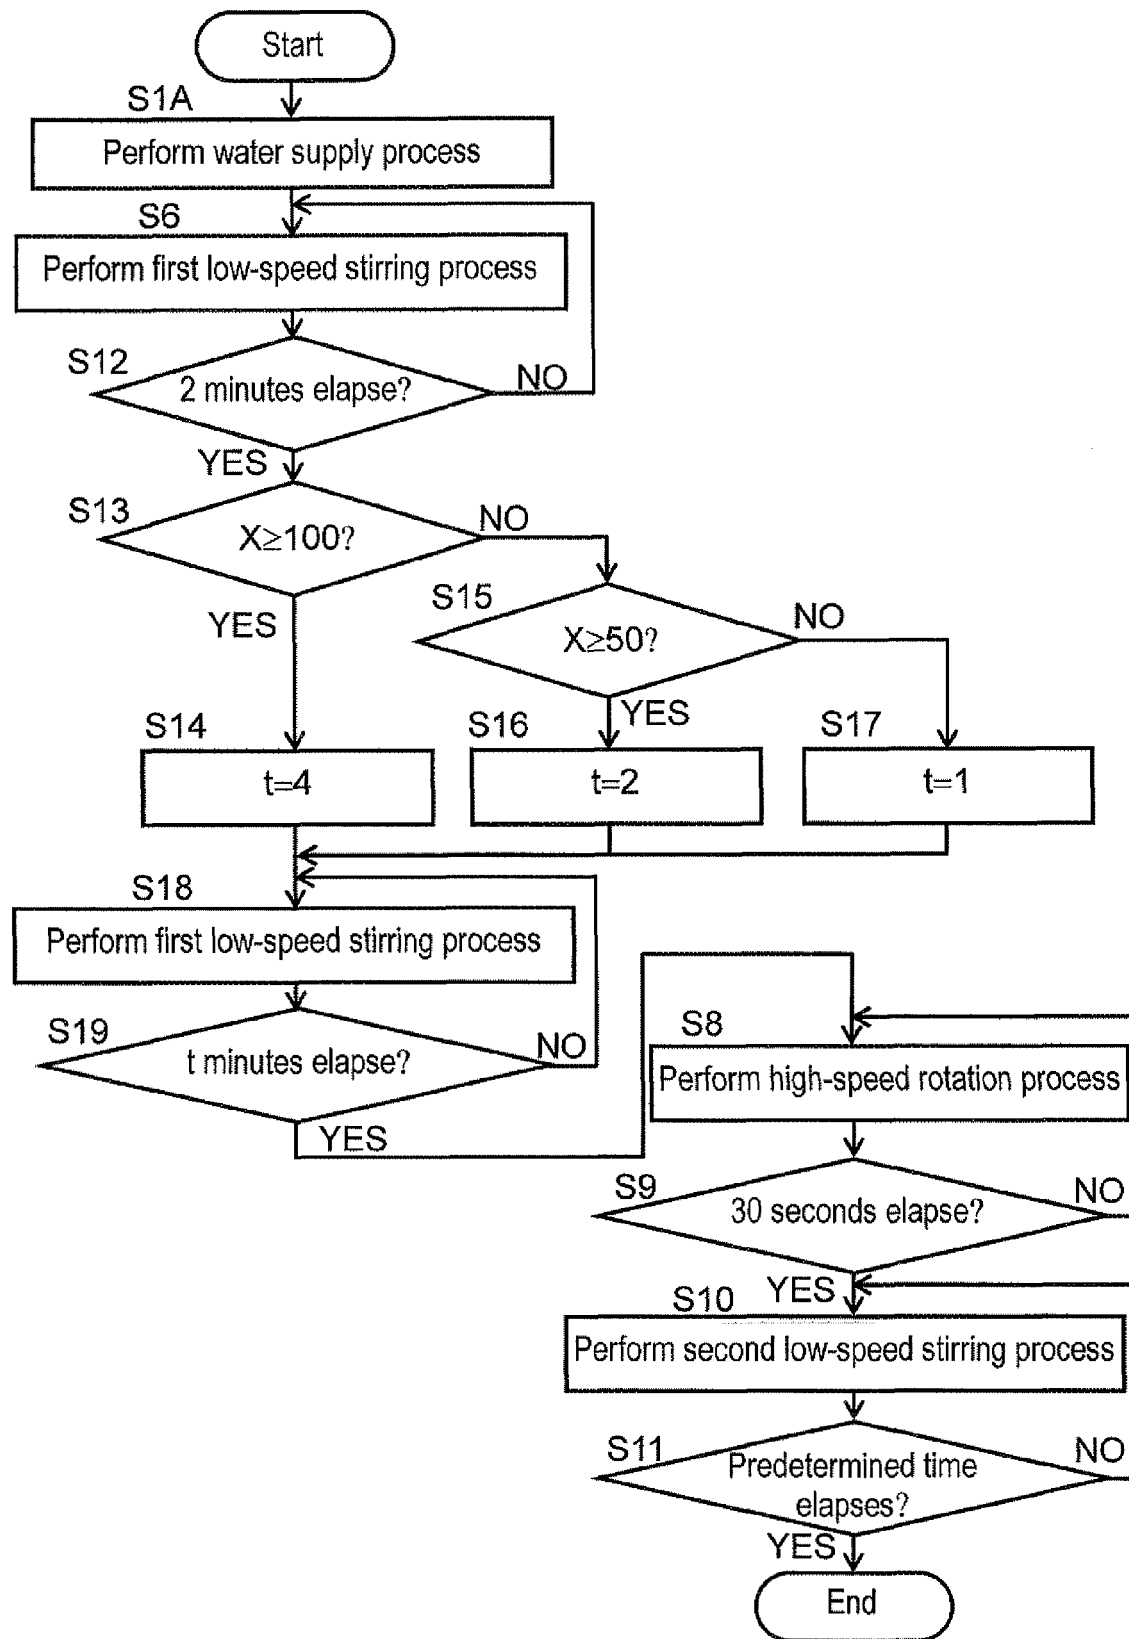 Start
S1A
Perform water supply process
S6
Perform first low-speed stirring process
S12
2 minutes elapse?
NO
YES
S13
X≥100?
NO
YES
S15
X≥50?
NO
YES
S14
t=4
S16
t=2
S17
t=1
S18
Perform first low-speed stirring process
S19
t minutes elapse?
NO
YES
S8
Perform high-speed rotation process
S9
30 seconds elapse?
NO
YES
S10
Perform second low-speed stirring process
S11
Predetermined time
elapses?
NO
YES
End